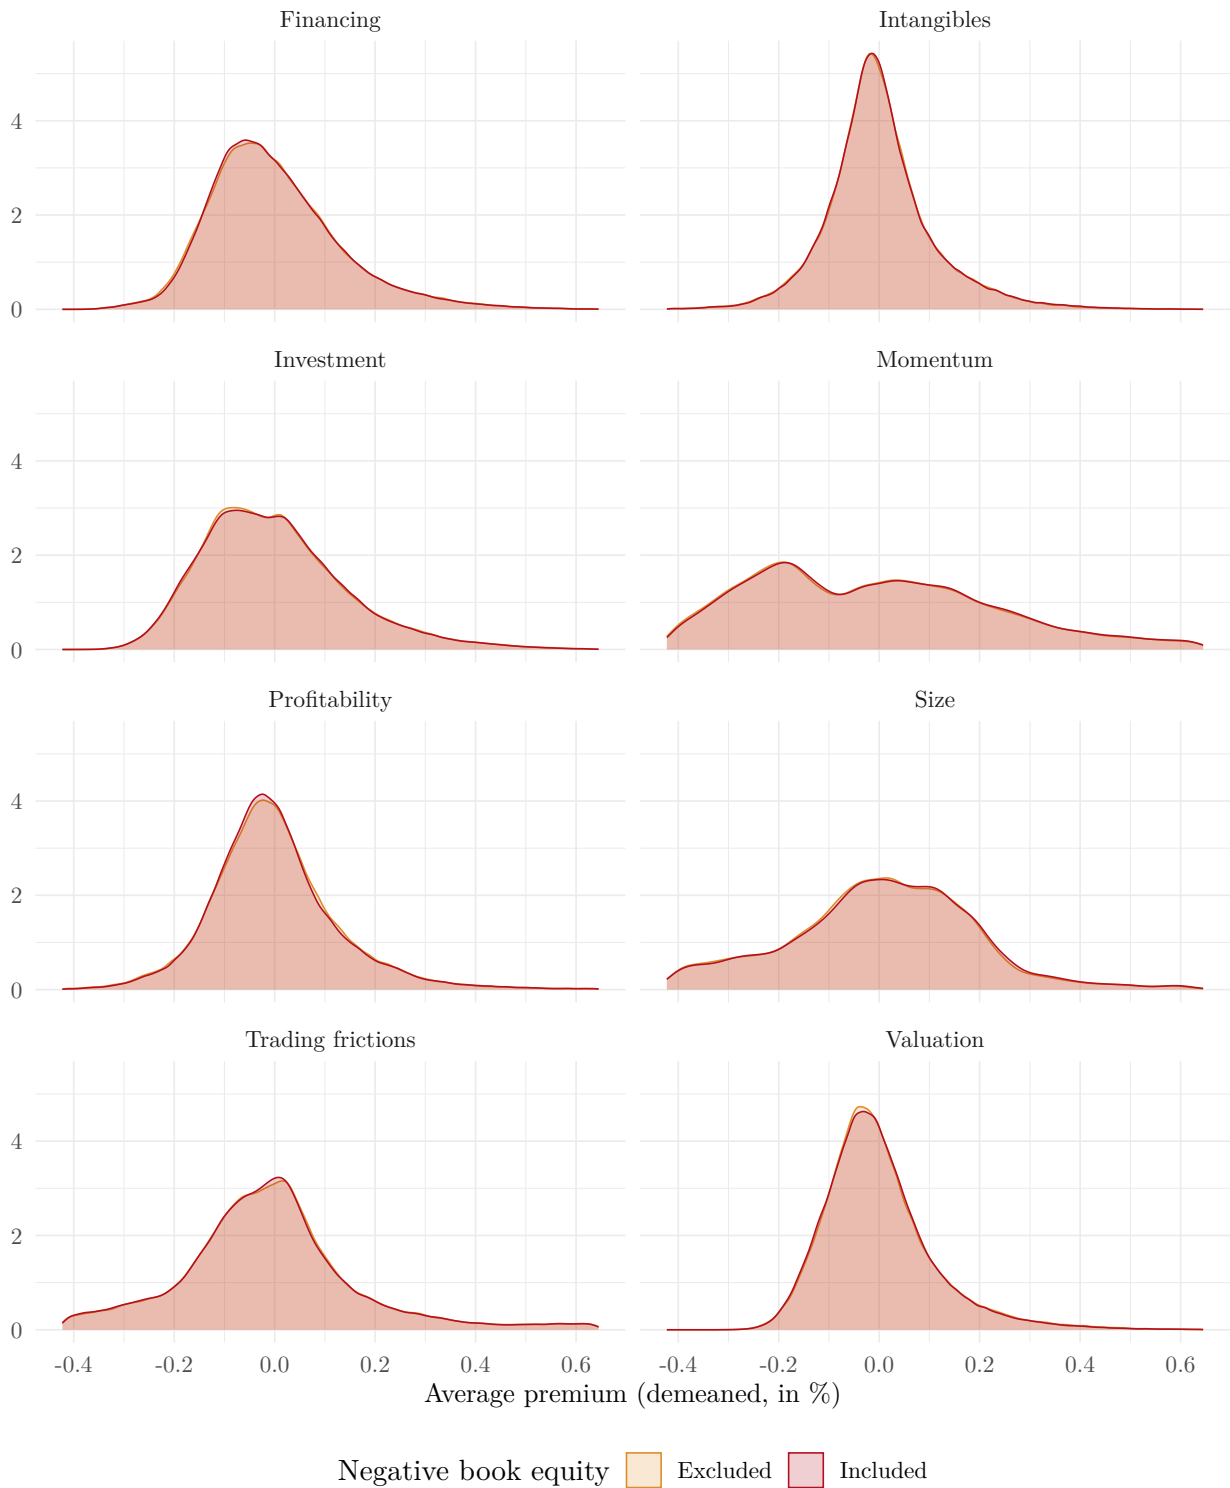 Financing Intangibles
4
2
0
Investment Momentum
4
2
0
Profitability Size
4
2
0
Trading frictions Valuation
4
2
0
-0.4 -0.2 0.0 0.2 0.4 0.6 -0.4 -0.2 0.0 0.2 0.4 0.6
Average premium (demeaned, in %)
Negative book equity Excluded Included